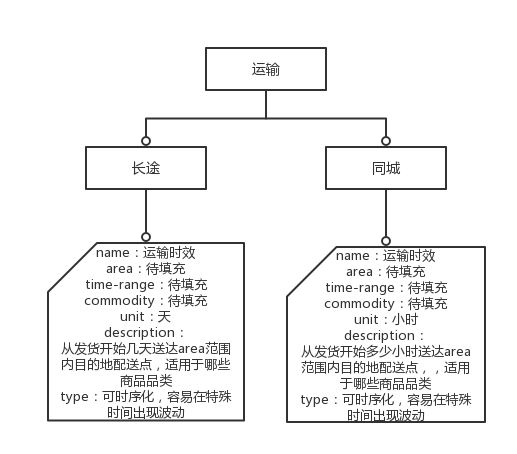 运输
长途
同城
name：运输时效
area：待填充
time-range：待填充
commodity：待填充
unit：天
description：
从发货开始几天送达area范围
内目的地配送点，适用于哪些
商品品类
type：可时序化，容易在特殊
时间出现波动
name：运输时效
area：待填充
time-range：待填充
commodity：待填充
unit：小时
description：
从发货开始多少小时送达area
范围内目的地配送点，，适用
于哪些商品品类
type：可时序化，容易在特殊
时间出现波动